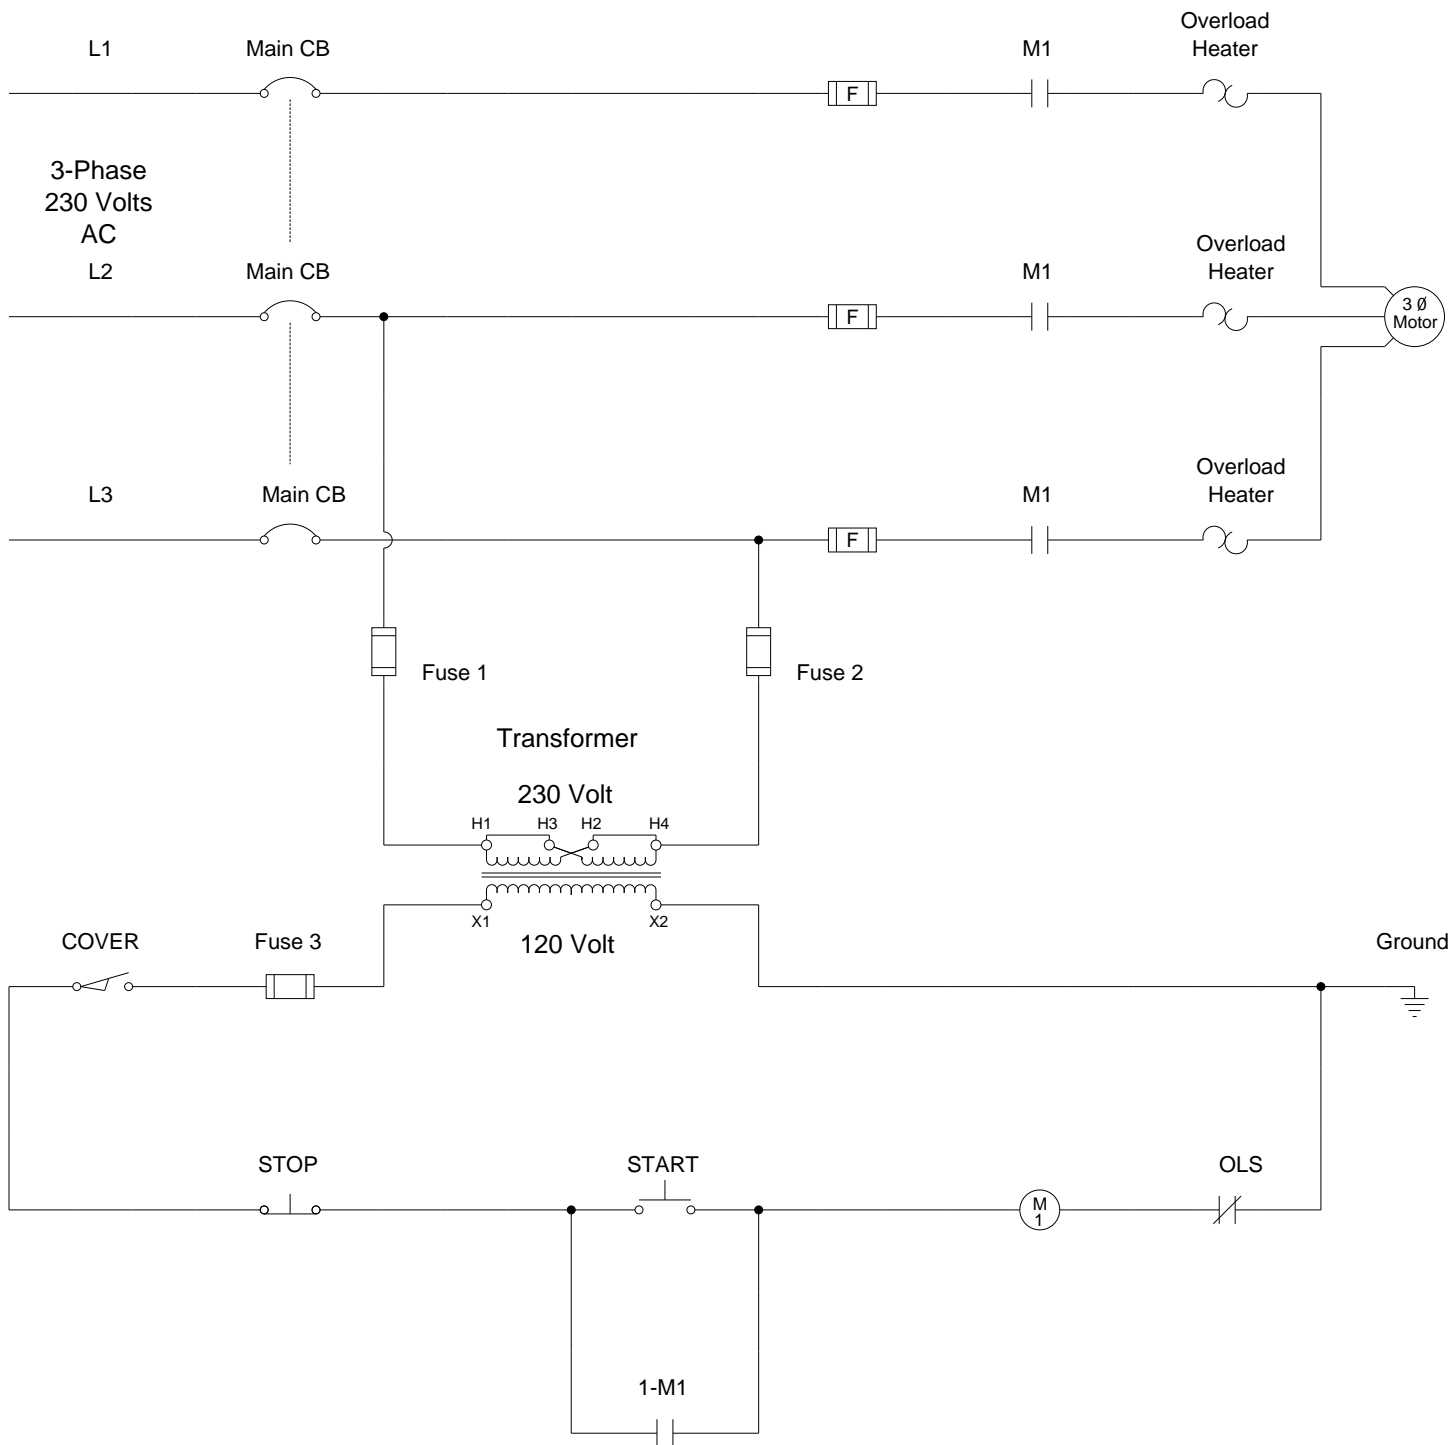 Overload
L1 Main CB M1 Heater
F
3-Phase
230 Volts
AC
Overload
L2 Main CB M1 Heater
F
3 Ø
Motor
Overload
L3 Main CB M1 Heater
F
Fuse 1 Fuse 2
Transformer
230 Volt
H1 H3 H2 H4
X1 X2
120 Volt
COVER Fuse 3 Ground
STOP START OLS
M
1
1-M1